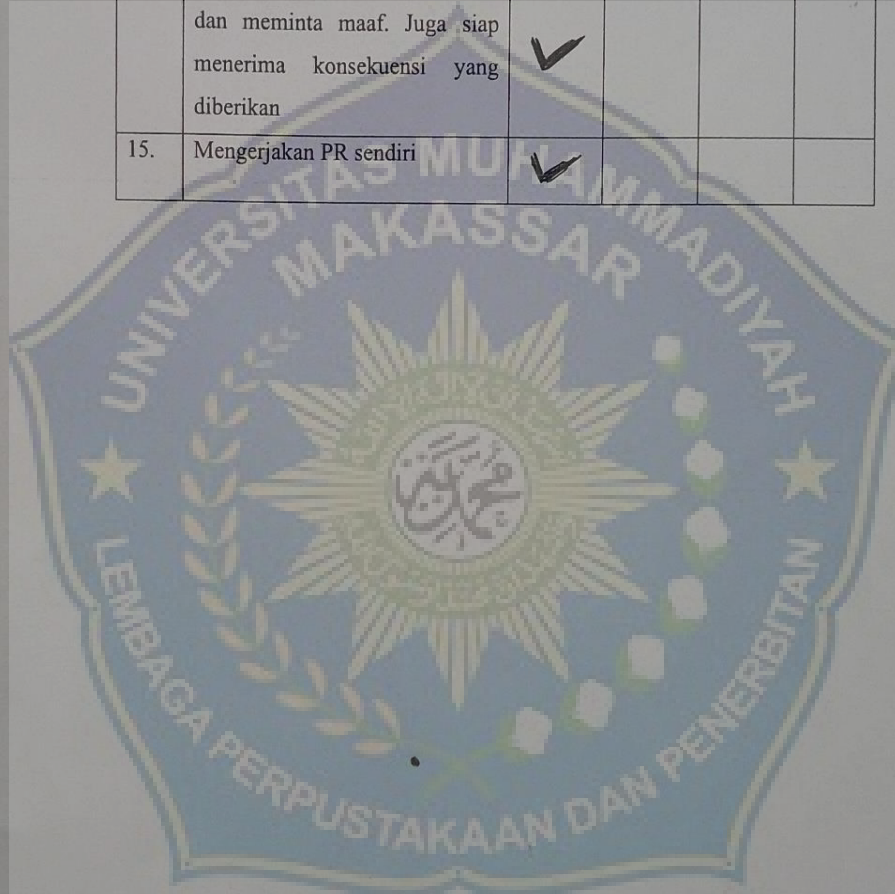 dan meminta maaf. Juga siap
menerima konsekuensi yang
diberikan
15. Mengerjakan PR sendiri
UNIVERSITAS MUHAMMADIYAH
MAKASSAR
محمدية
LEMBAGA PERPUSTAKAAN DAN PENERBITAN